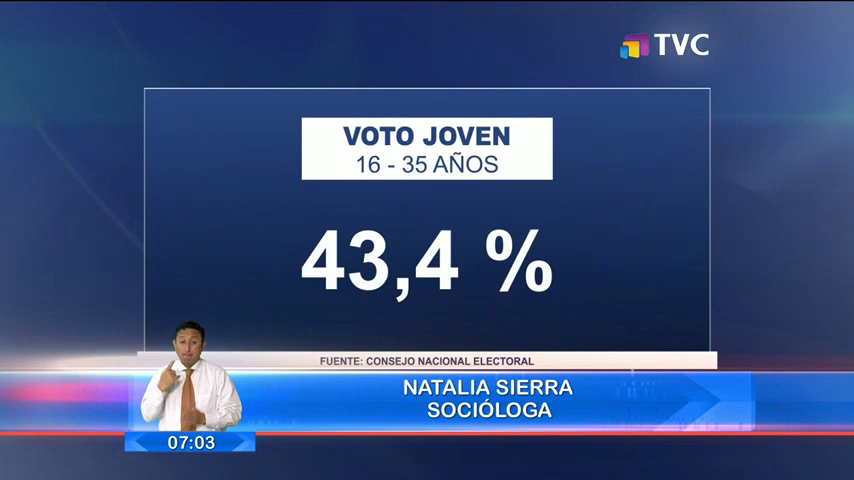 TVC
VOTO JOVEN
16 - 35 AÑOS
43,4 %
FUENTE: CONSEJO NACIONAL ELECTORAL
NATALIA SIERRA
SOCIÓLOGA
07:03